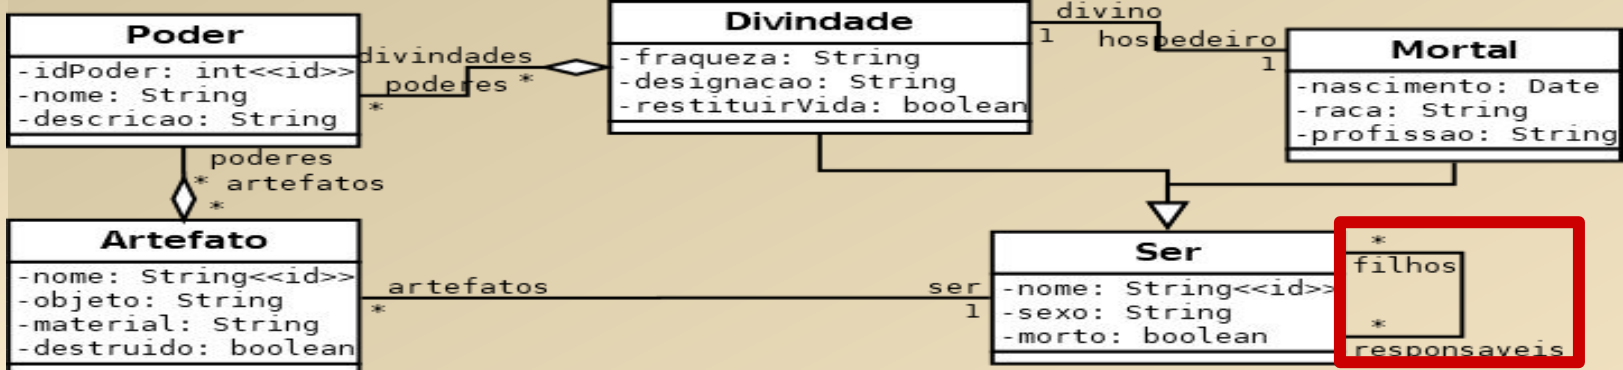 Poder
-idPoder: int<<id>>
-nome: String
-descricao: String
divindades
*
poderes
*
Divindade
-fraqueza: String
-designacao: String
-restituirVida: boolean
divino
1
hospedeiro
1
Mortal
-nascimento: Date
-raca: String
-profissao: String
poderes
*
artefatos
*
Artefato
-nome: String<<id>>
-objeto: String
-material: String
-destruido: boolean
artefatos
*
ser
1
Ser
-nome: String<<id>>
-sexo: String
-morto: boolean
*
filhos
*
responsaveis